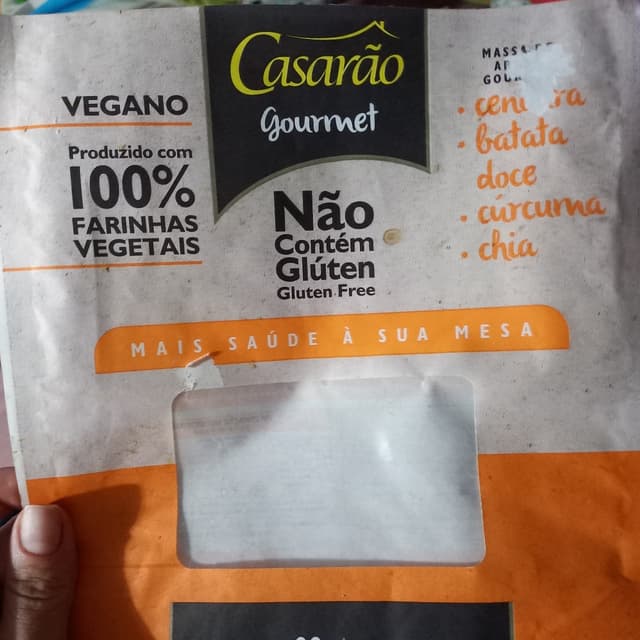 Casarão
Gourmet
VEGANO
Produzido com
100%
FARINHAS
VEGETAIS
Não
Contém
Glúten
Gluten Free
batata
doce
cúrcuma
chia
MAIS SAÚDE À SUA MESA